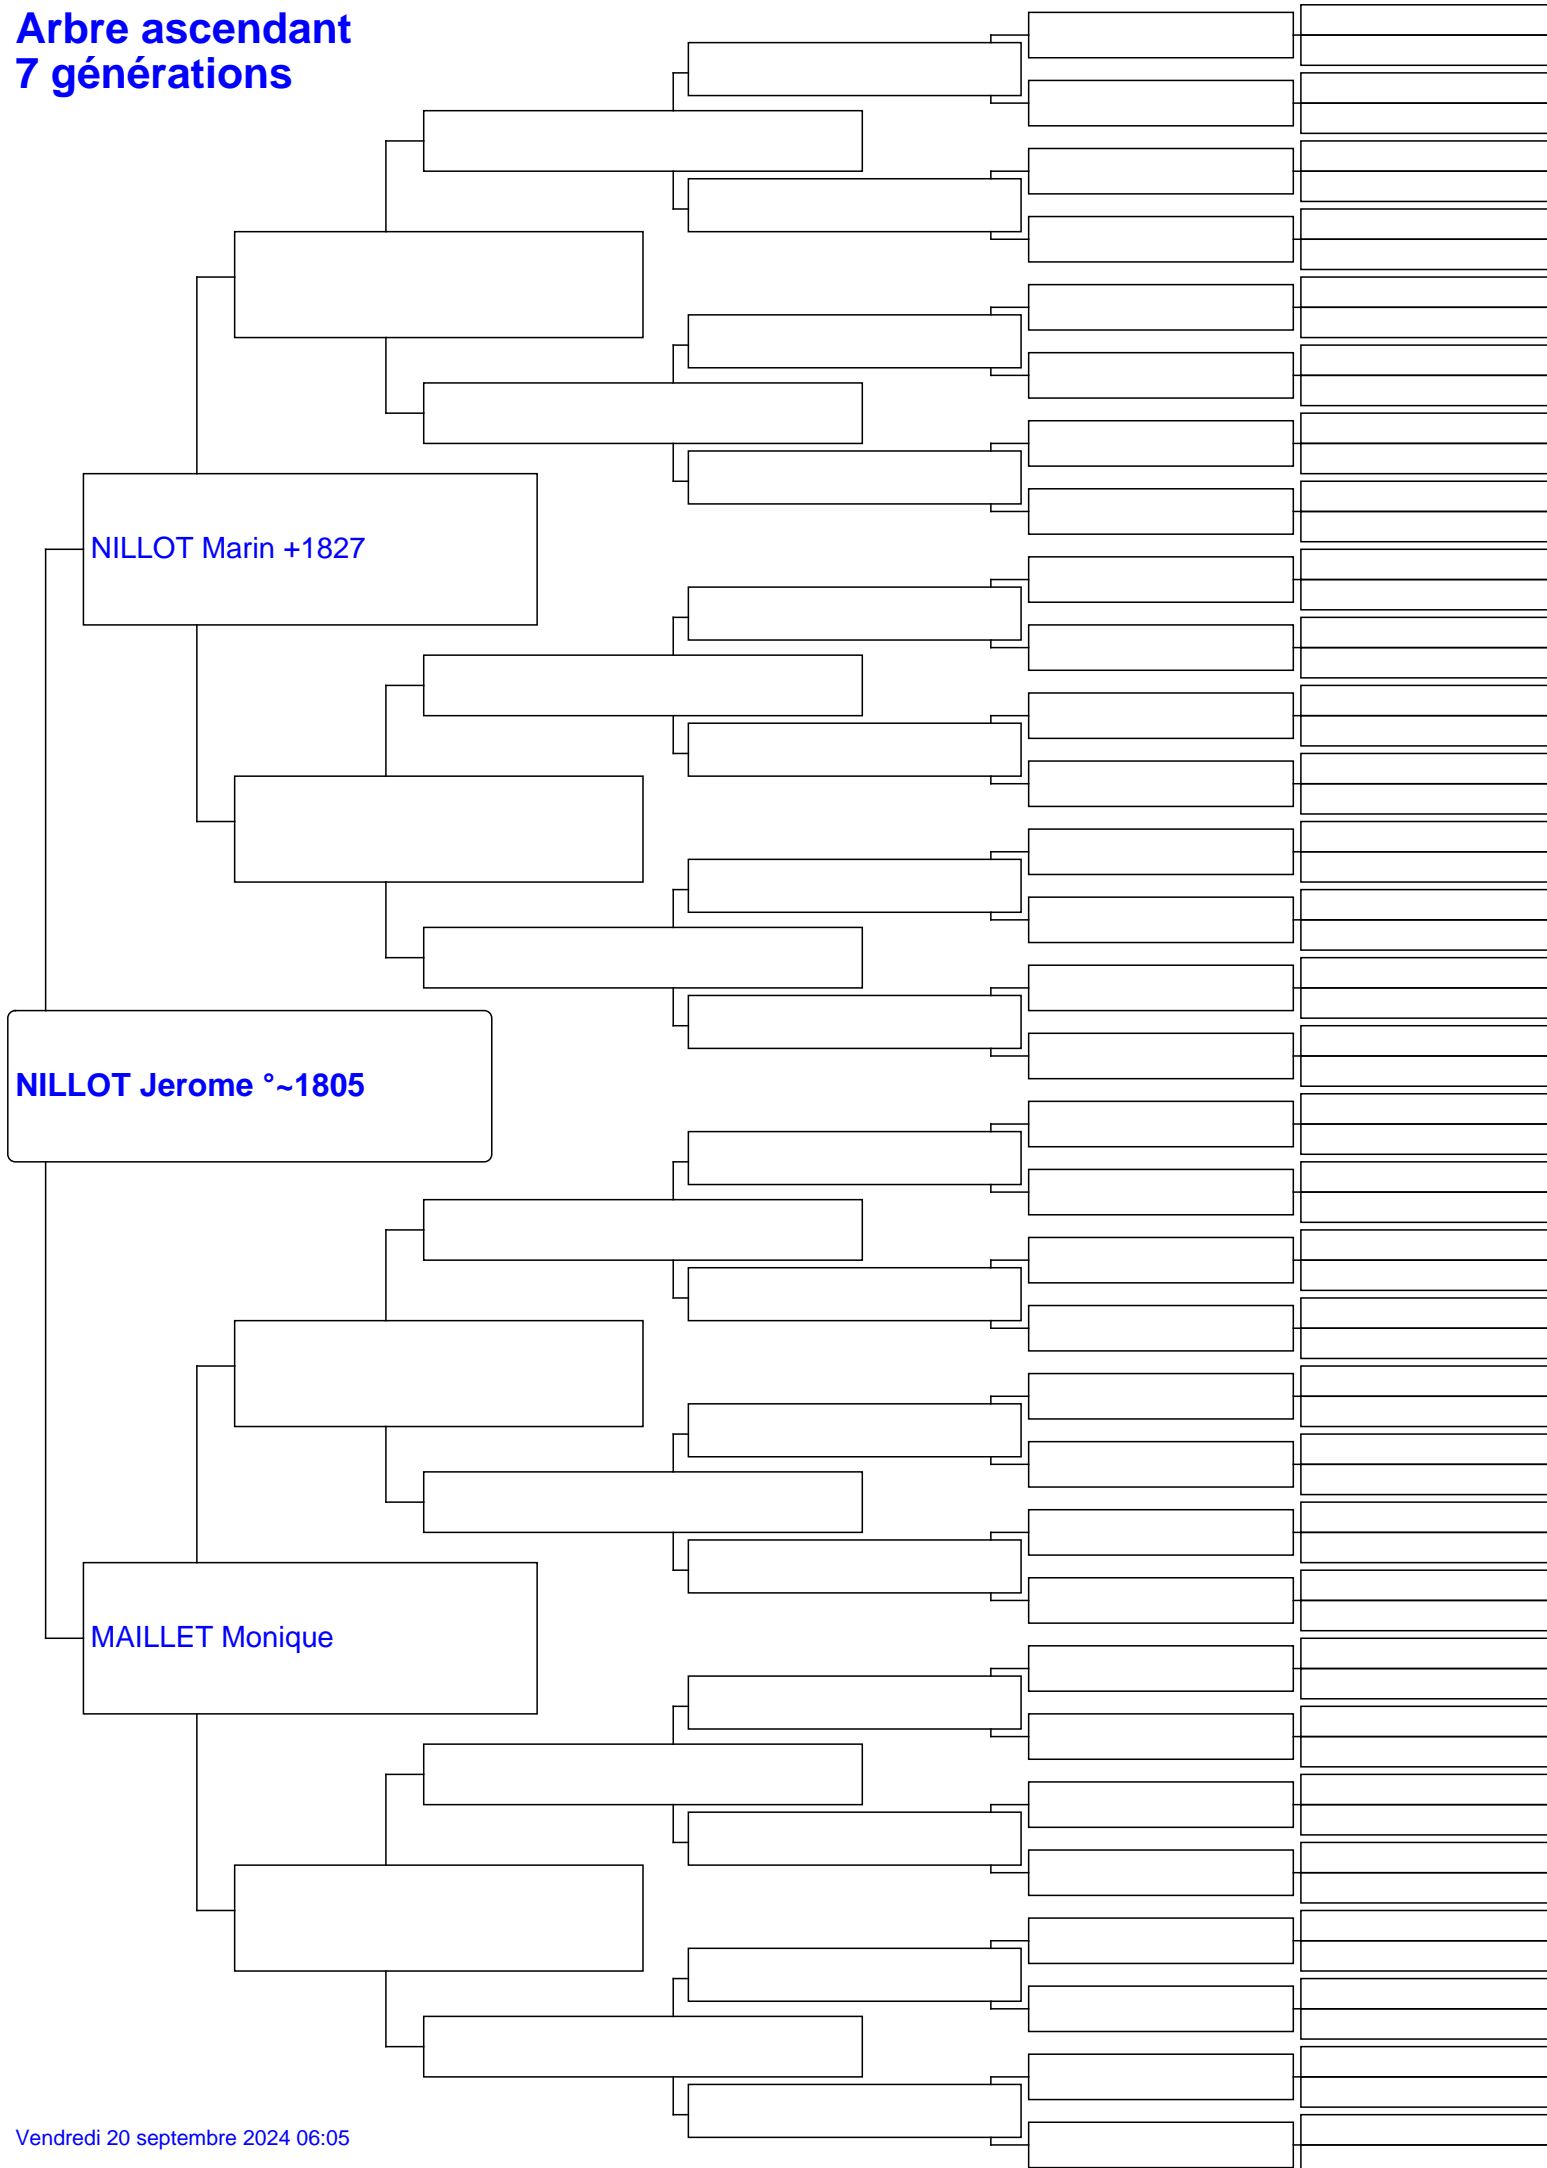 Arbre ascendant
7 générations
NILLOT Marin +1827
NILLOT Jerome °~1805
MAILLET Monique
Vendredi 20 septembre 2024 06:05